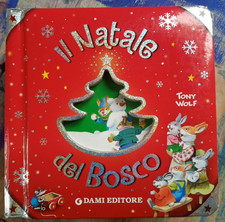 Il Natale
TONY
WOLF
del Bosco
DAMI EDITORE